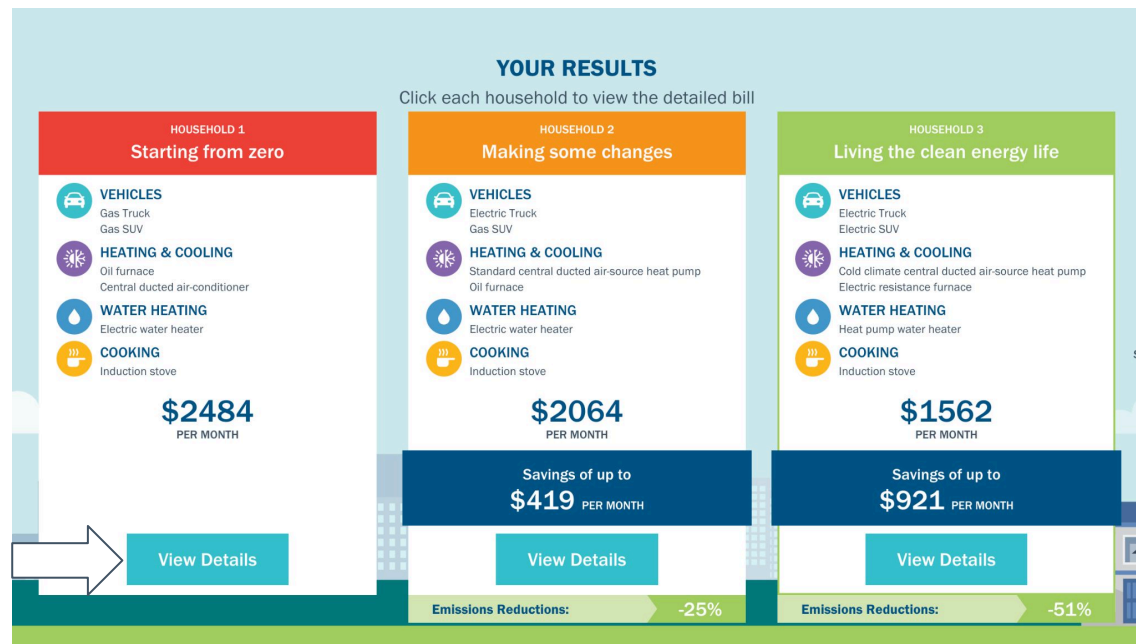 YOUR RESULTS
Click each household to view the detailed bill
HOUSEHOLD 1
Starting from zero
VEHICLES
Gas Truck
Gas SUV
HEATING & COOLING
Oil furnace
Central ducted air-conditioner
WATER HEATING
Electric water heater
COOKING
Induction stove
$2484
PER MONTH
View Details
HOUSEHOLD 2
Making some changes
VEHICLES
Electric Truck
Gas SUV
HEATING & COOLING
Standard central ducted air-source heat pump
Oil furnace
WATER HEATING
Electric water heater
COOKING
Induction stove
$2064
PER MONTH
Savings of up to
$419 PER MONTH
View Details
Emissions Reductions: -25%
HOUSEHOLD 3
Living the clean energy life
VEHICLES
Electric Truck
Electric SUV
HEATING & COOLING
Cold climate central ducted air-source heat pump
Electric resistance furnace
WATER HEATING
Heat pump water heater
COOKING
Induction stove
$1562
PER MONTH
Savings of up to
$921 PER MONTH
View Details
Emissions Reductions: -51%